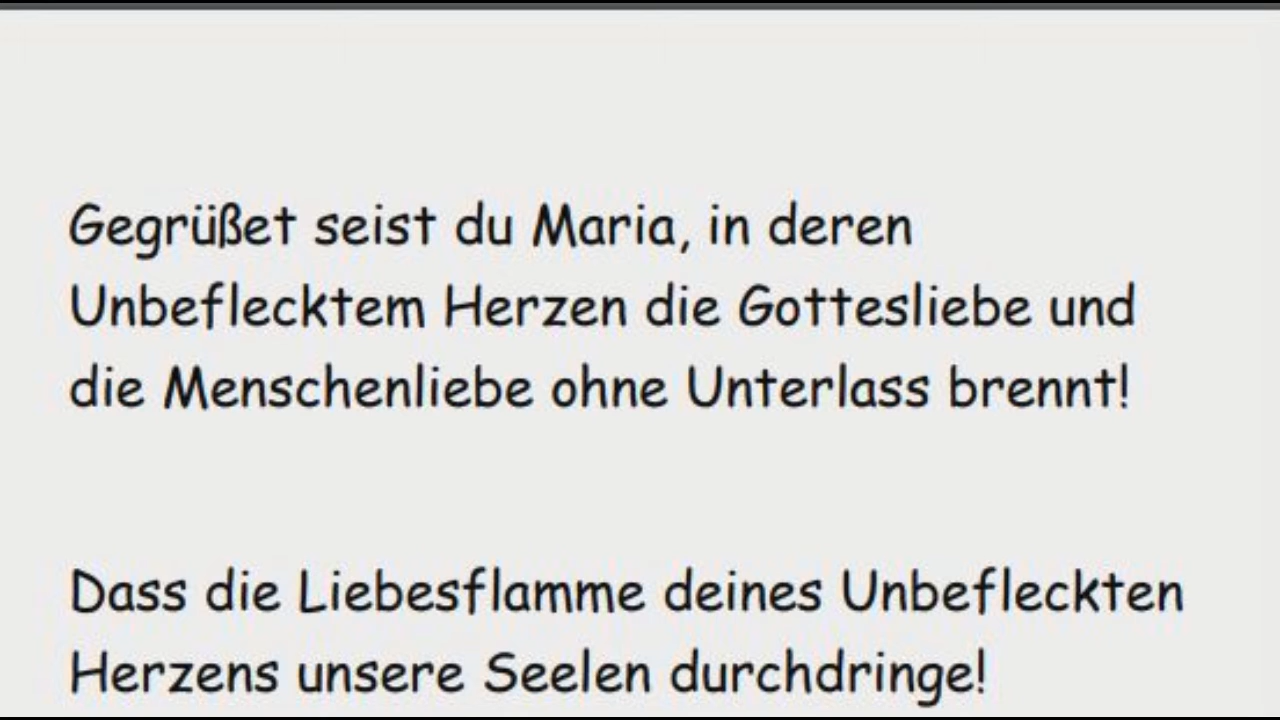 Gegrüßet seist du Maria, in deren
Unbeflecktem Herzen die Gottesliebe und
die Menschenliebe ohne Unterlass brennt!
Dass die Liebesflamme deines Unbefleckten
Herzens unsere Seelen durchdringe!